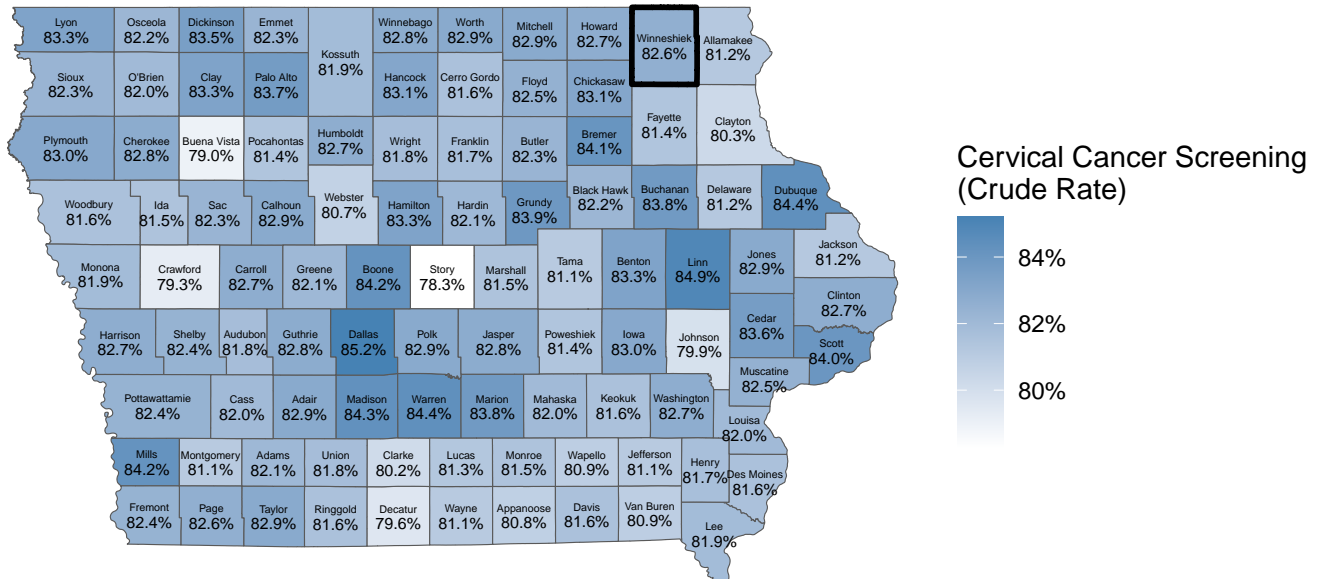 Lyon
83.3%
Osceola
82.2%
Dickinson
83.5%
Emmet
82.3%
Kossuth
81.9%
Winnebago
82.8%
Worth
82.9%
Mitchell
82.9%
Howard
82.7%
Winneshiek
82.6%
Allamakee
81.2%
Sioux
82.3%
O'Brien
82.0%
Clay
83.3%
Palo Alto
83.7%
Hancock
83.1%
Cerro Gordo
81.6%
Floyd
82.5%
Chickasaw
83.1%
Fayette
81.4%
Clayton
80.3%
Plymouth
83.0%
Cherokee
82.8%
Buena Vista
79.0%
Pocahontas
81.4%
Humboldt
82.7%
Wright
81.8%
Franklin
81.7%
Butler
82.3%
Bremer
84.1%
Woodbury
81.6%
Ida
81.5%
Sac
82.3%
Calhoun
82.9%
Webster
80.7%
Hamilton
83.3%
Hardin
82.1%
Grundy
83.9%
Black Hawk
82.2%
Buchanan
83.8%
Delaware
81.2%
Dubuque
84.4%
Monona
81.9%
Crawford
79.3%
Carroll
82.7%
Greene
82.1%
Boone
84.2%
Story
78.3%
Marshall
81.5%
Tama
81.1%
Benton
83.3%
Linn
84.9%
Jones
82.9%
Jackson
81.2%
Clinton
82.7%
Harrison
82.7%
Shelby
82.4%
Audubon
81.8%
Guthrie
82.8%
Dallas
85.2%
Polk
82.9%
Jasper
82.8%
Poweshiek
81.4%
Iowa
83.0%
Johnson
79.9%
Cedar
83.6%
Scott
84.0%
Muscatine
82.5%
Pottawattamie
82.4%
Cass
82.0%
Adair
82.9%
Madison
84.3%
Warren
84.4%
Marion
83.8%
Mahaska
82.0%
Keokuk
81.6%
Washington
82.7%
Louisa
82.0%
Mills
84.2%
Montgomery
81.1%
Adams
82.1%
Union
81.8%
Clarke
80.2%
Lucas
81.3%
Monroe
81.5%
Wapello
80.9%
Jefferson
81.1%
Henry
81.7%
Des Moines
81.6%
Fremont
82.4%
Page
82.6%
Taylor
82.9%
Ringgold
81.6%
Decatur
79.6%
Wayne
81.1%
Appanoose
80.8%
Davis
81.6%
Van Buren
80.9%
Lee
81.9%
Cervical Cancer Screening
(Crude Rate)
84%
82%
80%